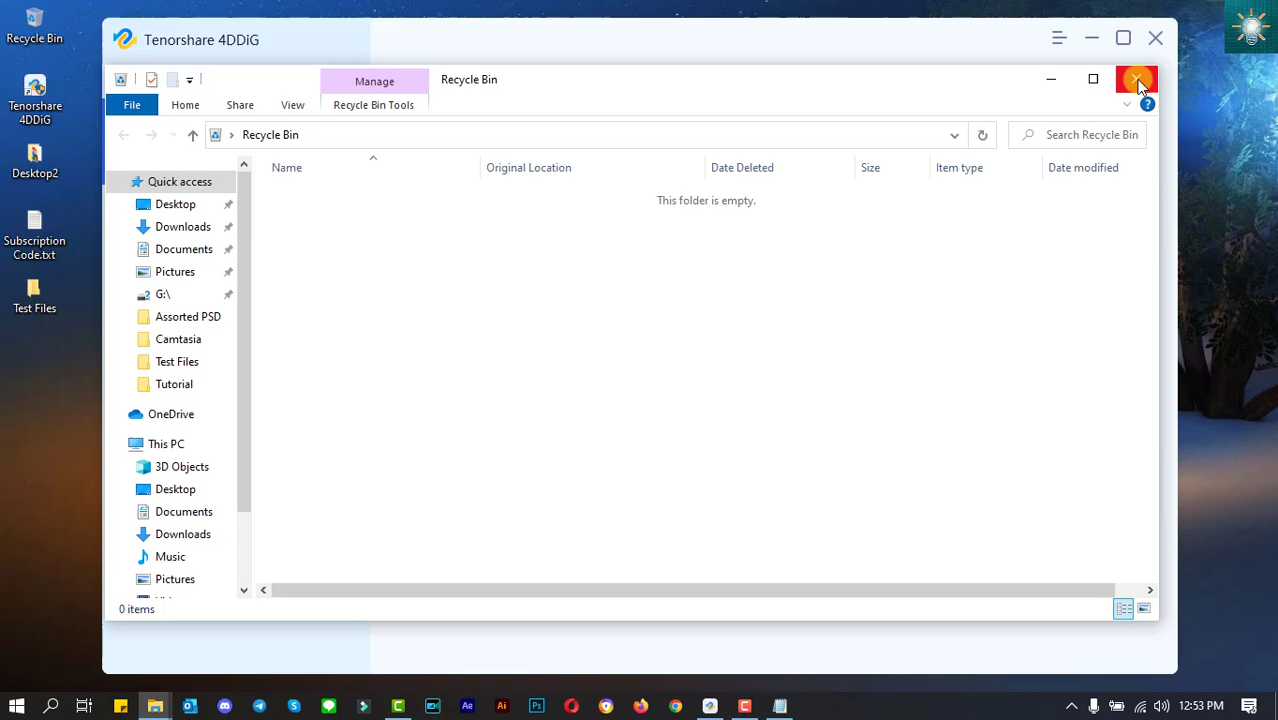 Recycle Bin
Tenorshare
4DDiG
Desktop2
Subscription
Code.txt
Test Files
Tenorshare 4DDiG
Manage
Recycle Bin
File
Home
Share
View
Recycle Bin Tools
?
Recycle Bin
Search Recycle Bin
Name
Original Location
Date Deleted
Size
Item type
Date modified
This folder is empty.
Quick access
Desktop
Downloads
Documents
Pictures
G:\
Assorted PSD
Camtasia
Test Files
Tutorial
OneDrive
This PC
3D Objects
Desktop
Documents
Downloads
Music
Pictures
0 items
Ae
Ai
Ps
12:53 PM